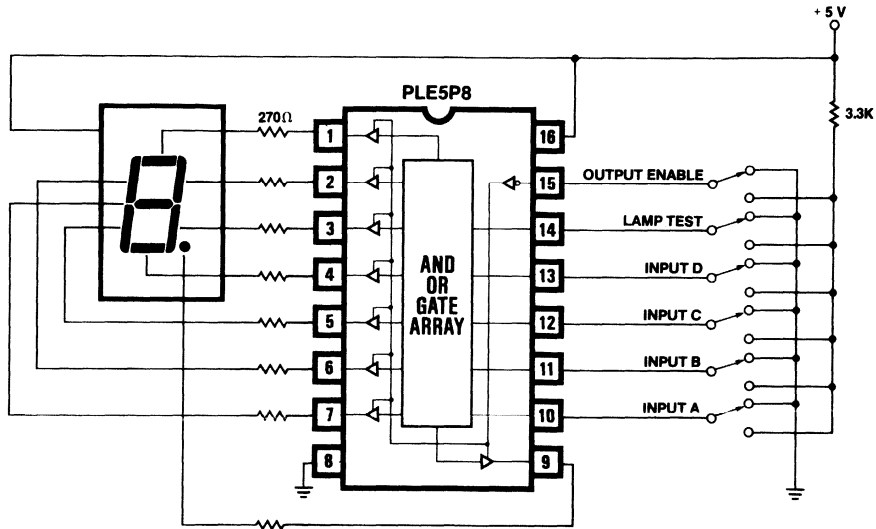 + 5 V
PLE5P8
3.3K
270Ω
1
16
2
15
OUTPUT ENABLE
3
14
LAMP TEST
4
13
INPUT D
5
12
INPUT C
6
11
INPUT B
7
10
INPUT A
8
9
AND
OR
GATE
ARRAY